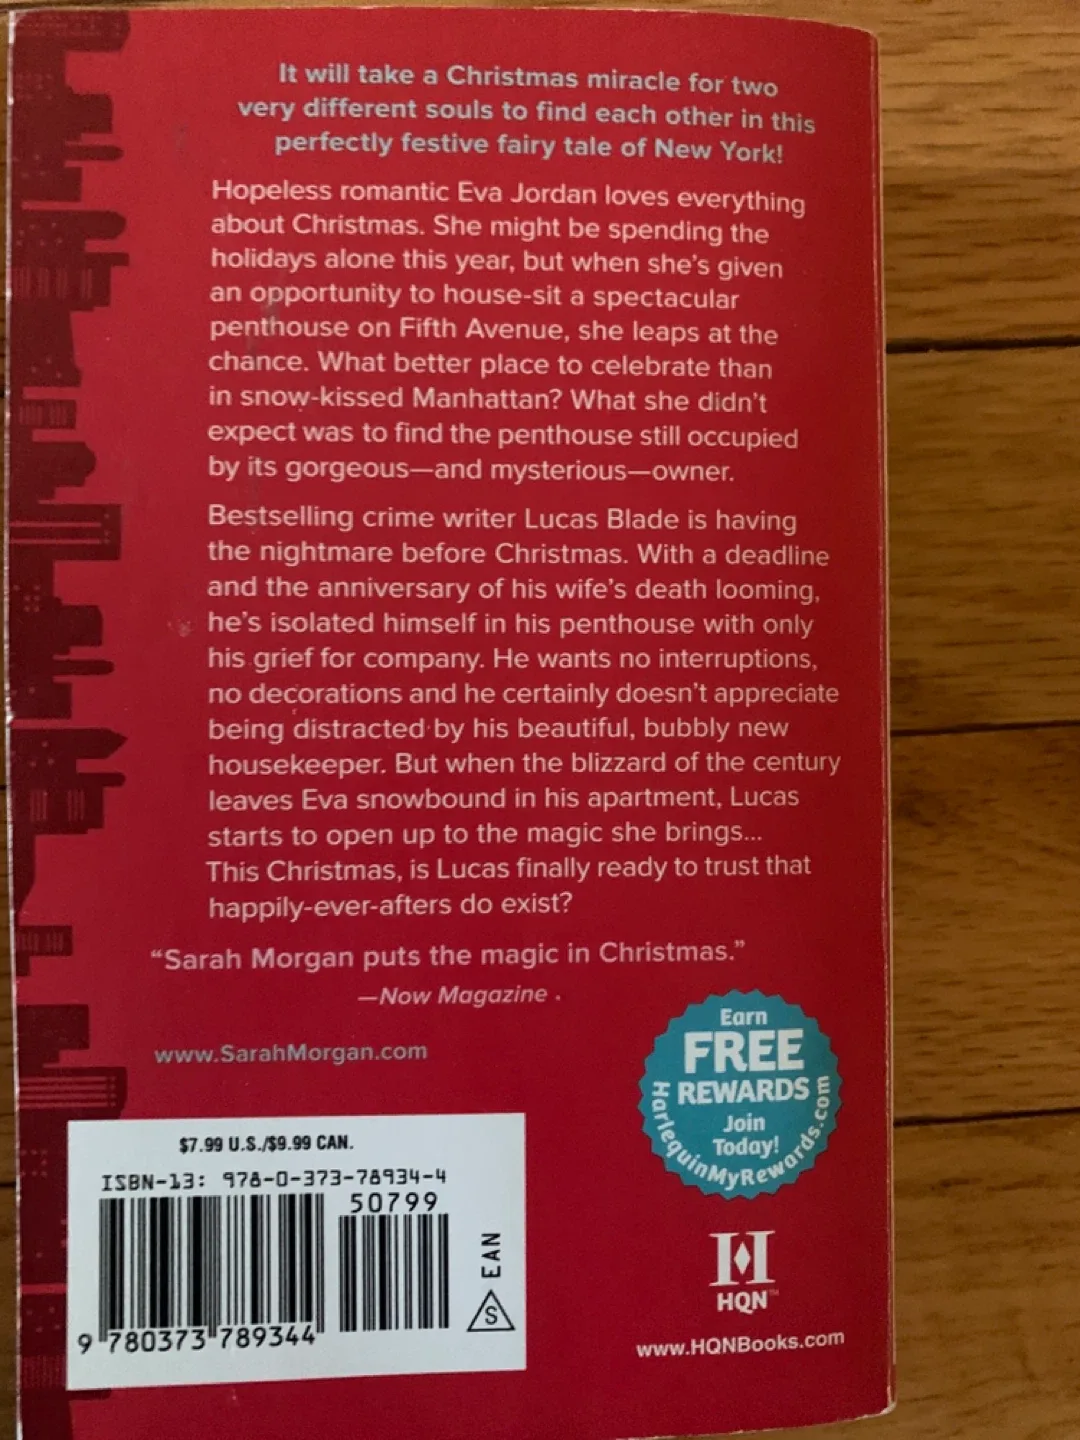 It will take a Christmas miracle for two
very different souls to find each other in this
perfectly festive fairy tale of New York!
Hopeless romantic Eva Jordan loves everything
about Christmas. She might be spending the
holidays alone this year, but when she's given
an opportunity to house-sit a spectacular
penthouse on Fifth Avenue, she leaps at the
chance. What better place to celebrate than
in snow-kissed Manhattan? What she didn't
expect was to find the penthouse still occupied
by its gorgeous—and mysterious—owner.
Bestselling crime writer Lucas Blade is having
the nightmare before Christmas. With a deadline
and the anniversary of his wife's death looming,
he's isolated himself in his penthouse with only
his grief for company. He wants no interruptions,
no decorations and he certainly doesn't appreciate
being distracted by his beautiful, bubbly new
housekeeper. But when the blizzard of the century
leaves Eva snowbound in his apartment, Lucas
starts to open up to the magic she brings...
This Christmas, is Lucas finally ready to trust that
happily-ever-afters do exist?
“Sarah Morgan puts the magic in Christmas.”
—Now Magazine
www.SarahMorgan.com
Earn
FREE
REWARDS
Join
Today!
HarlequinMyRewards.com
$7.99 U.S./$9.99 CAN.
ISBN-13: 978-0-373-78934-4
50799
EAN
S
9 780373 789344
H
HQN™
www.HQNBooks.com